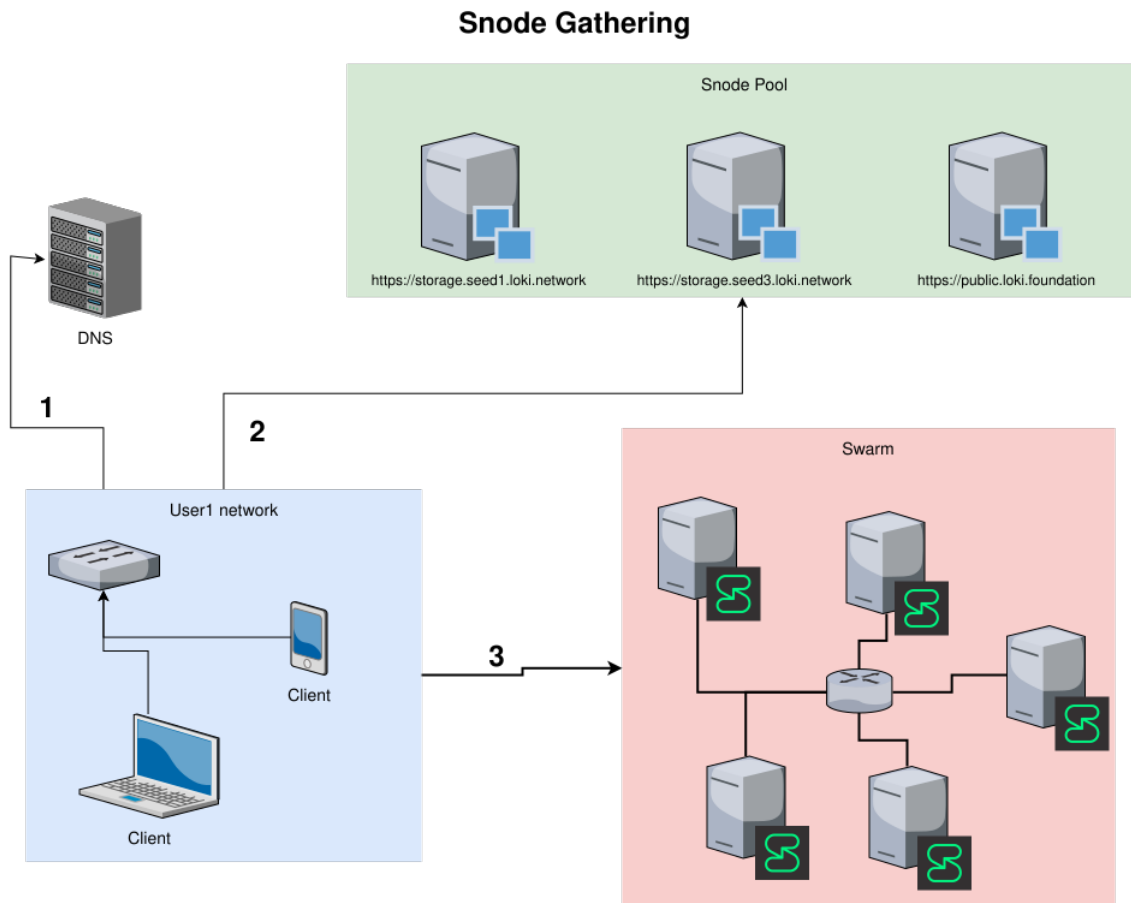 Snode Gathering
Snode Pool
https://storage.seed1.loki.network
https://storage.seed3.loki.network
https://public.loki.foundation
DNS
1
2
User1 network
Client
Client
3
Swarm